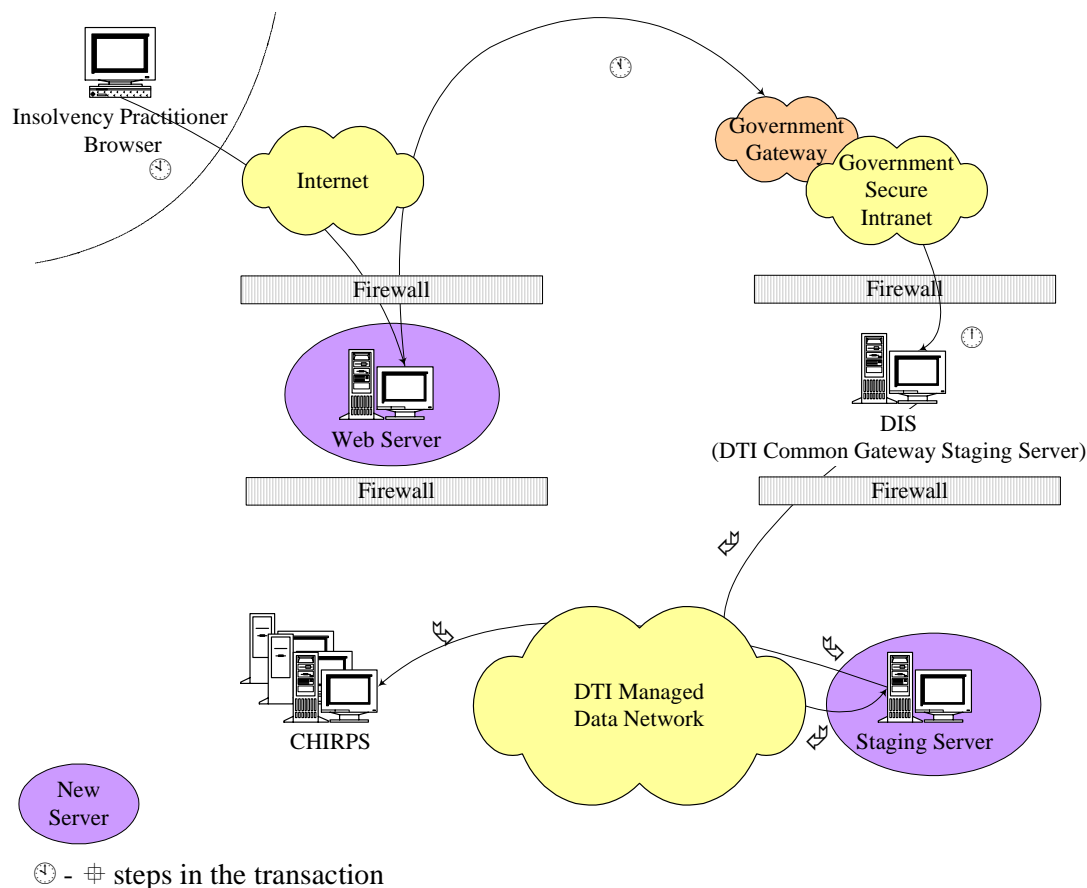 Insolvency Practitioner
Browser
Internet
Government
Gateway
Government
Secure
Intranet
Firewall
Firewall
Web Server
DIS
(DTI Common Gateway Staging Server)
Firewall
Firewall
DTI Managed
Data Network
CHIRPS
Staging Server
New
Server
🕙 - ⌗ steps in the transaction